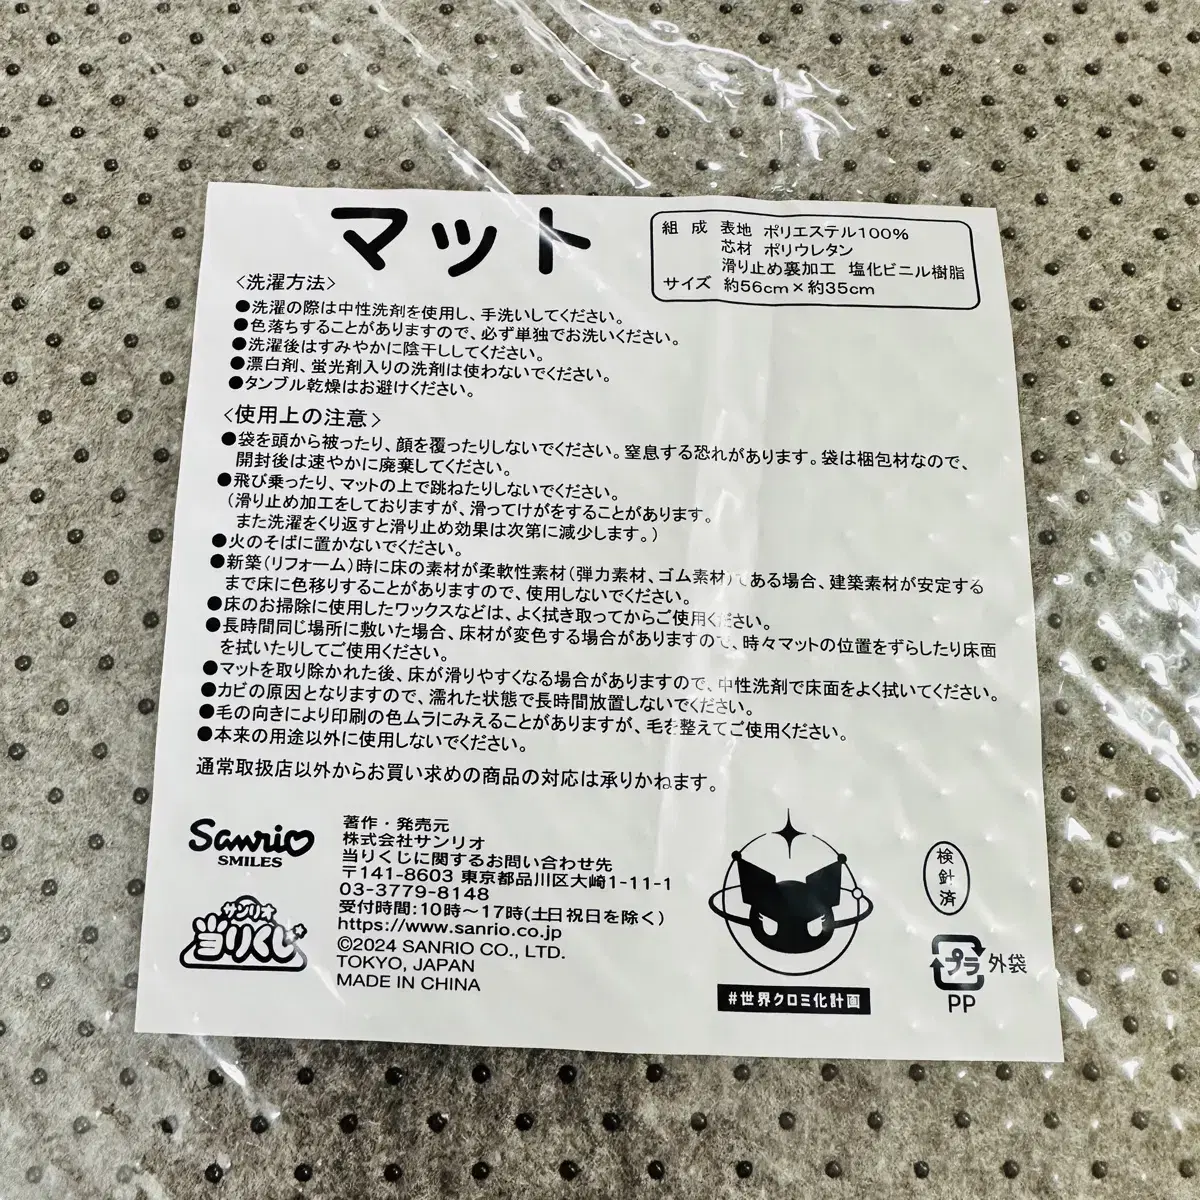 マット
組成 表地 ポリエステル100%
芯材 ポリウレタン
滑り止め裏加工 塩化ビニル樹脂
サイズ 約56cm×約35cm
<洗濯方法>
●洗濯の際は中性洗剤を使用し、手洗いしてください。
●色落ちすることがありますので、必ず単独でお洗いください。
●洗濯後はすみやかに陰干ししてください。
●漂白剤、蛍光剤入りの洗剤は使わないでください。
●タンブル乾燥はお避けください。
<使用上の注意>
●袋を頭から被ったり、顔を覆ったりしないでください。窒息する恐れがあります。袋は梱包材なので、
開封後は速やかに廃棄してください。
●飛び乗ったり、マットの上で跳ねたりしないでください。
(滑り止め加工をしておりますが、滑ってけがをすることがあります。
また洗濯をくり返すと滑り止め効果は次第に減少します。)
●火のそばに置かないでください。
●新築(リフォーム)時に床の素材が柔軟性素材(弾力素材、ゴム素材)である場合、建築素材が安定する
まで床に色移りすることがありますので、使用しないでください。
●床のお掃除に使用したワックスなどは、よく拭き取ってからご使用ください。
●長時間同じ場所に敷いた場合、床材が変色する場合がありますので、時々マットの位置をずらしたり床面
を拭いたりしてご使用ください。
●マットを取り除かれた後、床が滑りやすくなる場合がありますので、中性洗剤で床面をよく拭いてください。
●カビの原因となりますので、濡れた状態で長時間放置しないでください。
●毛の向きにより印刷の色ムラにみえることがありますが、毛を整えてご使用ください。
●本来の用途以外に使用しないでください。
通常取扱店以外からお買い求めの商品の対応は承りかねます。
Sanrio
SMILES
サンリオ
当りくじ
著作・発売元
株式会社サンリオ
当りくじに関するお問い合わせ先
〒141-8603 東京都品川区大崎1-11-1
03-3779-8148
受付時間:10時～17時(土日祝日を除く)
https://www.sanrio.co.jp
©2024 SANRIO CO., LTD.
TOKYO, JAPAN
MADE IN CHINA
#世界クロミ化計画
検針済
プラ 外袋
PP